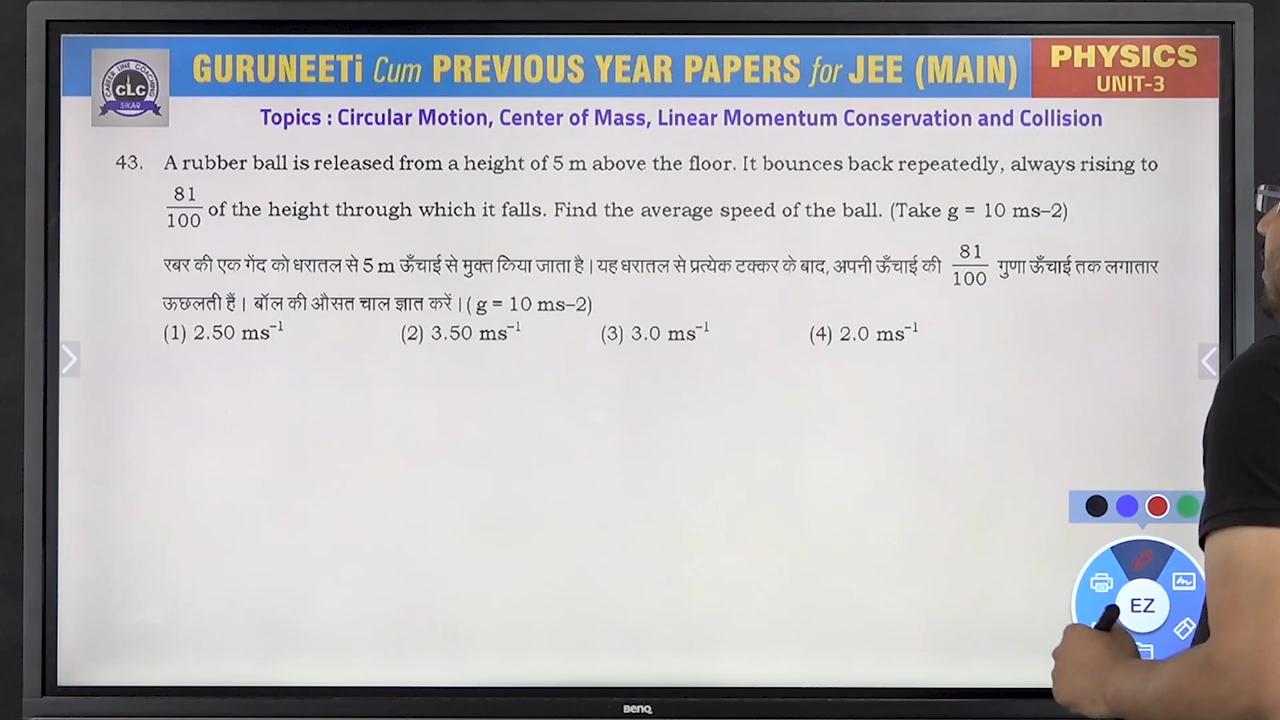 GURUNEETi Cum PREVIOUS YEAR PAPERS for JEE (MAIN)
PHYSICS
UNIT-3
CAREER LINE COACHING
CLC
SIKAR
Topics : Circular Motion, Center of Mass, Linear Momentum Conservation and Collision
43. A rubber ball is released from a height of 5 m above the floor. It bounces back repeatedly, always rising to
81/100 of the height through which it falls. Find the average speed of the ball. (Take g = 10 ms–2)
रबर की एक गेंद को धरातल से 5 m ऊँचाई से मुक्त किया जाता है। यह धरातल से प्रत्येक टक्कर के बाद, अपनी ऊँचाई की 81/100 गुणा ऊँचाई तक लगातार
ऊछलती हैं। बॉल की औसत चाल ज्ञात करें। ( g = 10 ms–2)
(1) 2.50 ms⁻¹ (2) 3.50 ms⁻¹ (3) 3.0 ms⁻¹ (4) 2.0 ms⁻¹
EZ
BenQ